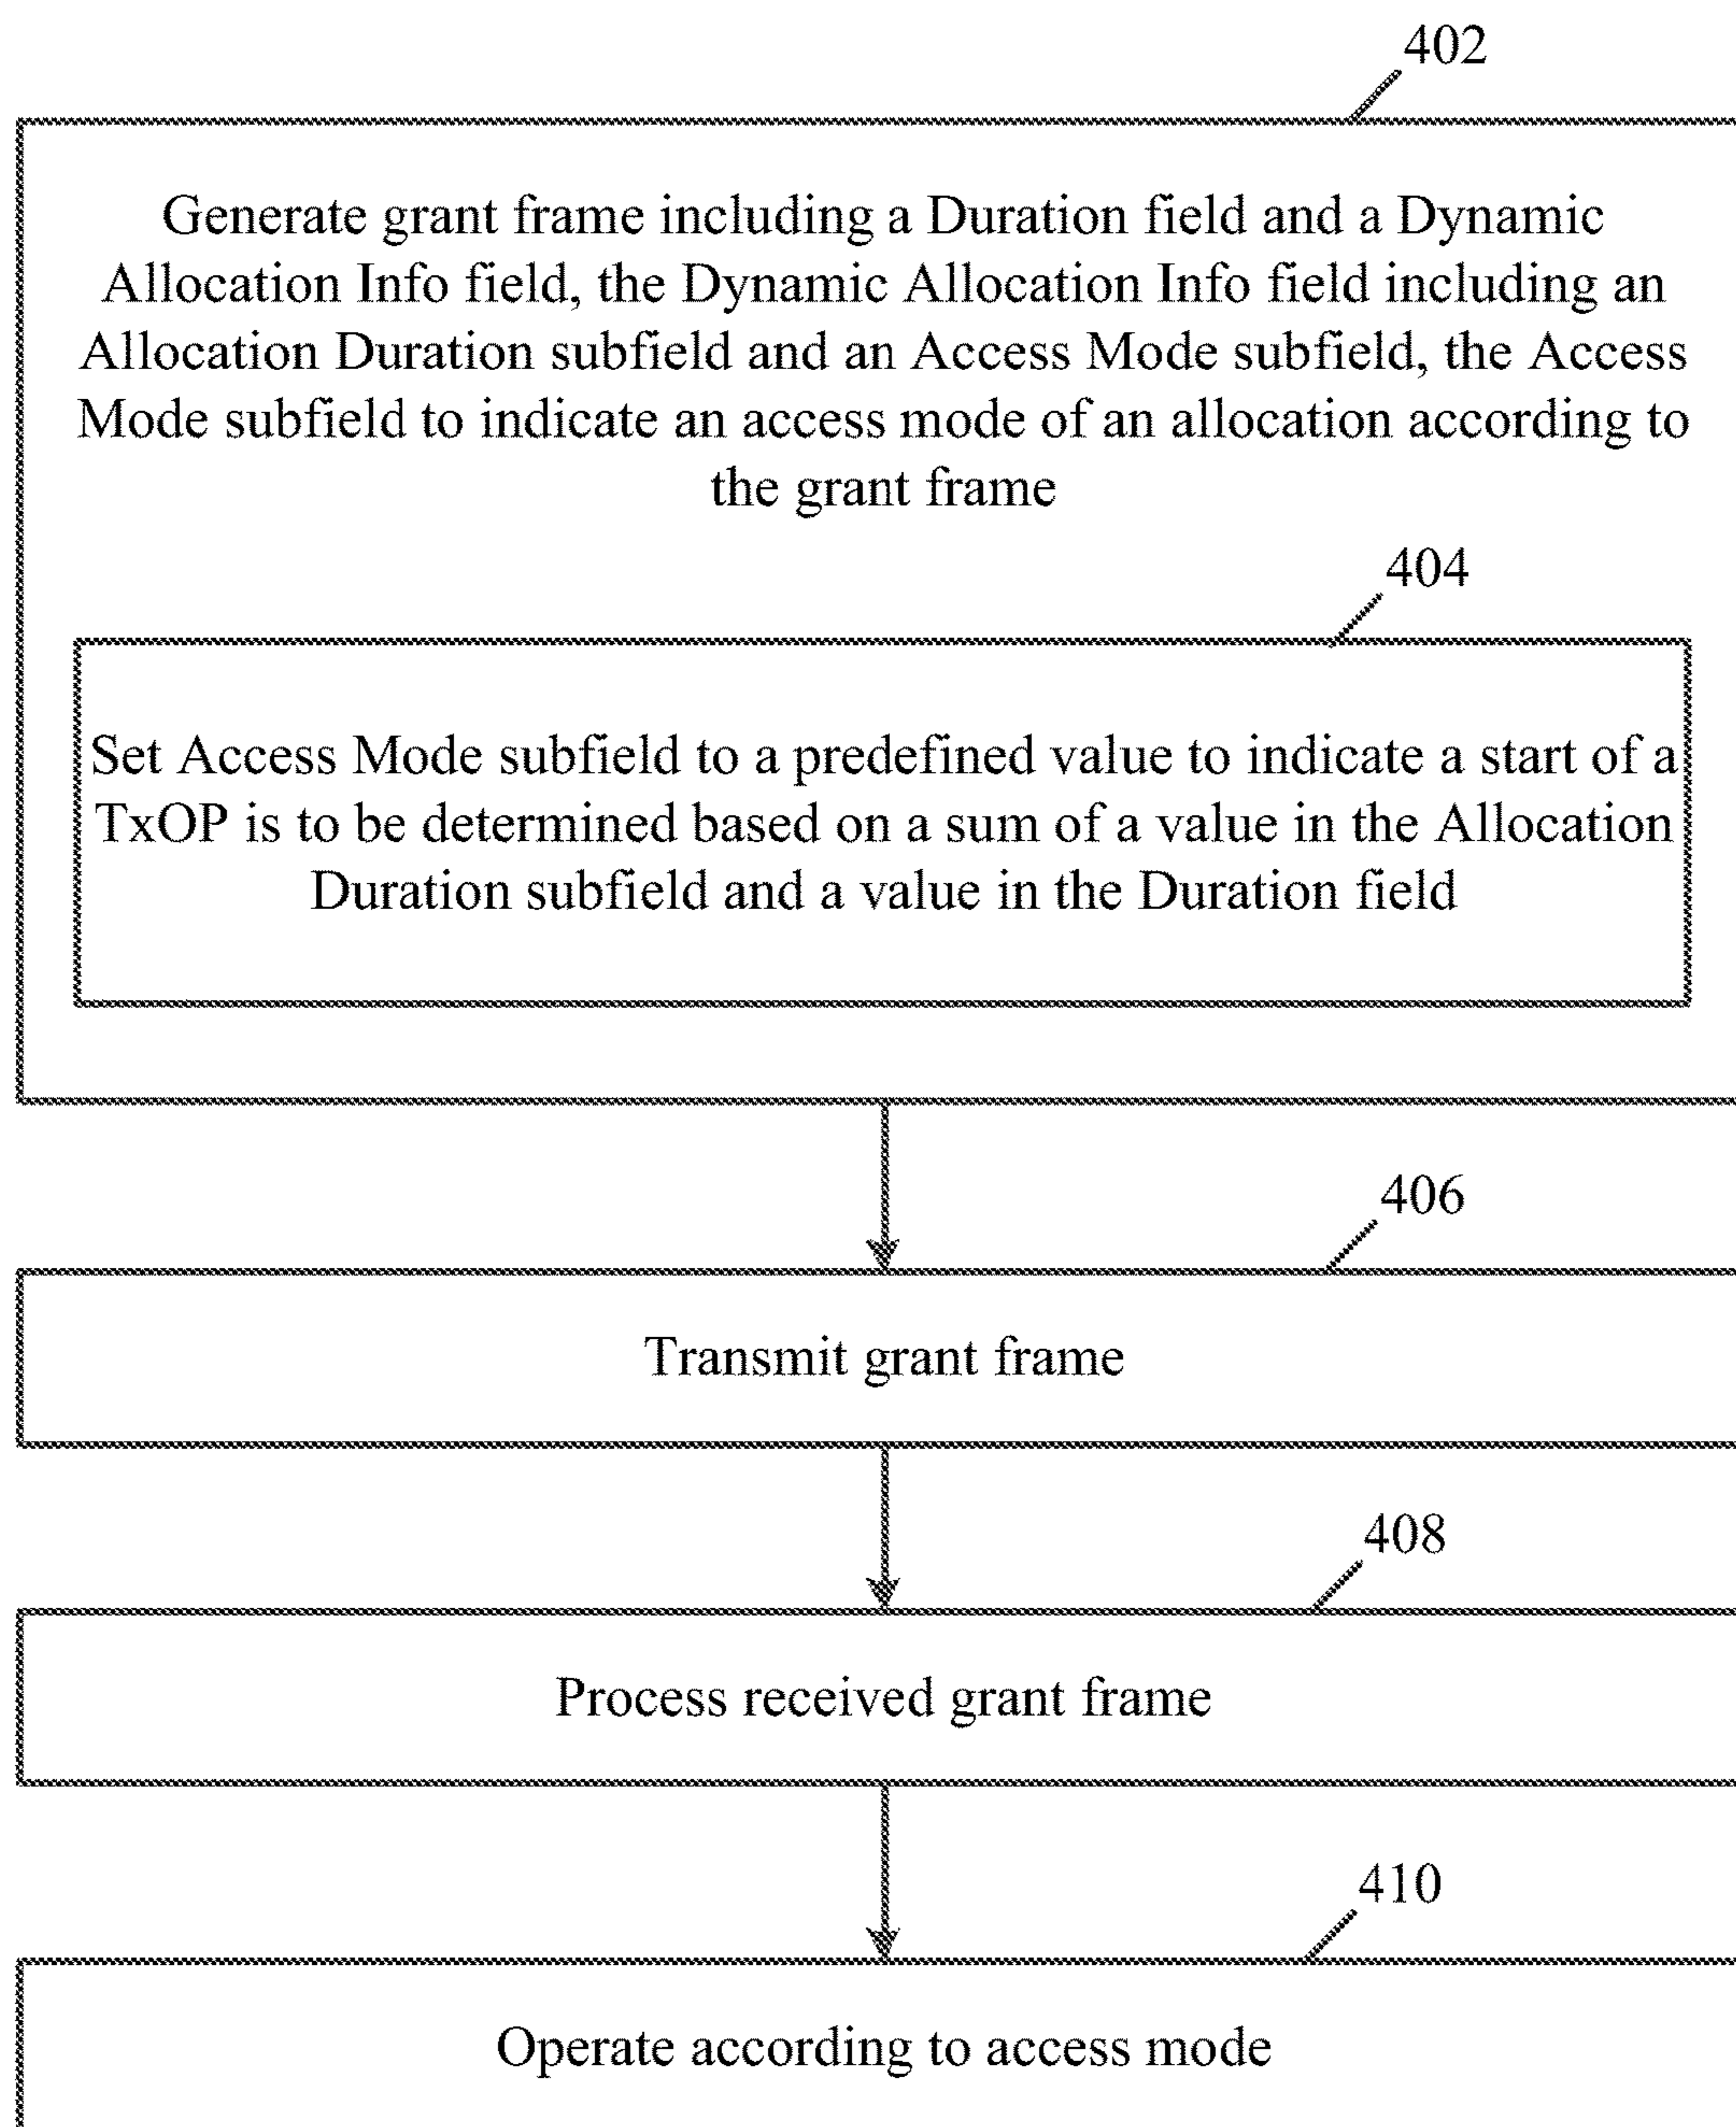 402
Generate grant frame including a Duration field and a Dynamic
Allocation Info field, the Dynamic Allocation Info field including an
Allocation Duration subfield and an Access Mode subfield, the Access
Mode subfield to indicate an access mode of an allocation according to
the grant frame
404
Set Access Mode subfield to a predefined value to indicate a start of a
TxOP is to be determined based on a sum of a value in the Allocation
Duration subfield and a value in the Duration field
406
Transmit grant frame
408
Process received grant frame
410
Operate according to access mode